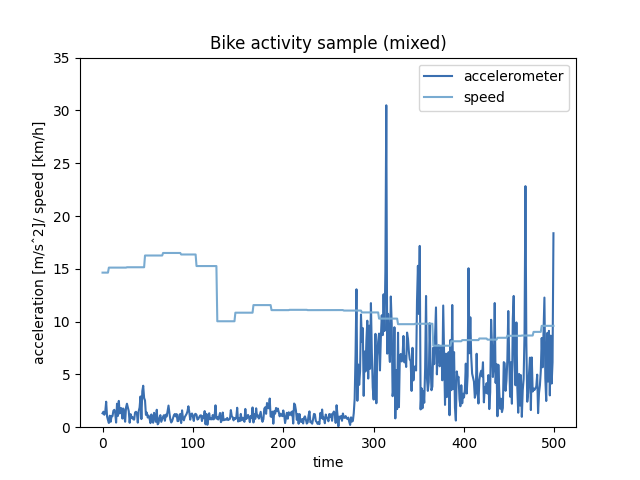 Bike activity sample (mixed)
accelerometer
speed
35
30
25
20
15
10
5
0
acceleration [m/s^2]/ speed [km/h]
0
100
200
300
400
500
time